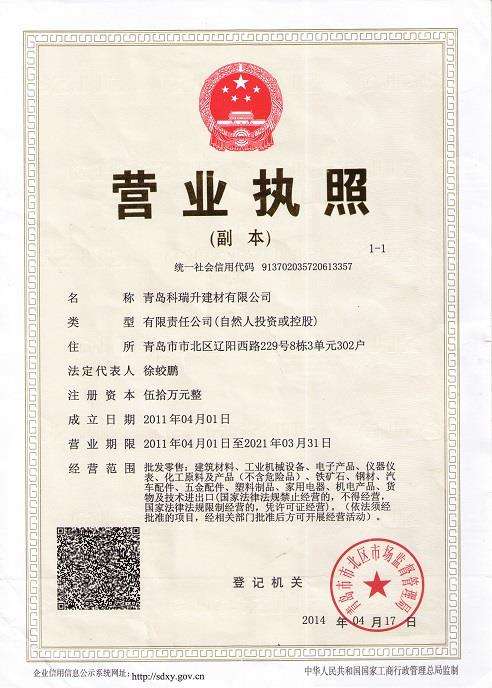 营业执照
(副 本)
1-1
统一社会信用代码 913702035720613357
名 称 青岛科瑞升建材有限公司
类 型 有限责任公司(自然人投资或控股)
住 所 青岛市市北区辽阳西路229号8栋3单元302户
法定代表人 徐蛟鹏
注册资本 伍拾万元整
成立日期 2011年04月01日
营业期限 2011年04月01日至2021年03月31日
经营范围 批发零售：建筑材料、工业机械设备、电子产品、仪器仪
表、化工原料及产品（不含危险品）、铁矿石、钢材、汽
车配件、五金配件、塑料制品、家用电器、机电产品、货
物及技术进出口(国家法律法规禁止经营的，不得经营，
国家法律法规限制经营的，凭许可证经营)。（依法须经
批准的项目，经相关部门批准后方可开展经营活动）。
青岛市市北区市场监督管理局
登记机关
2014 年 04 月 17 日
企业信用信息公示系统网址: http://sdxy.gov.cn
中华人民共和国国家工商行政管理总局监制